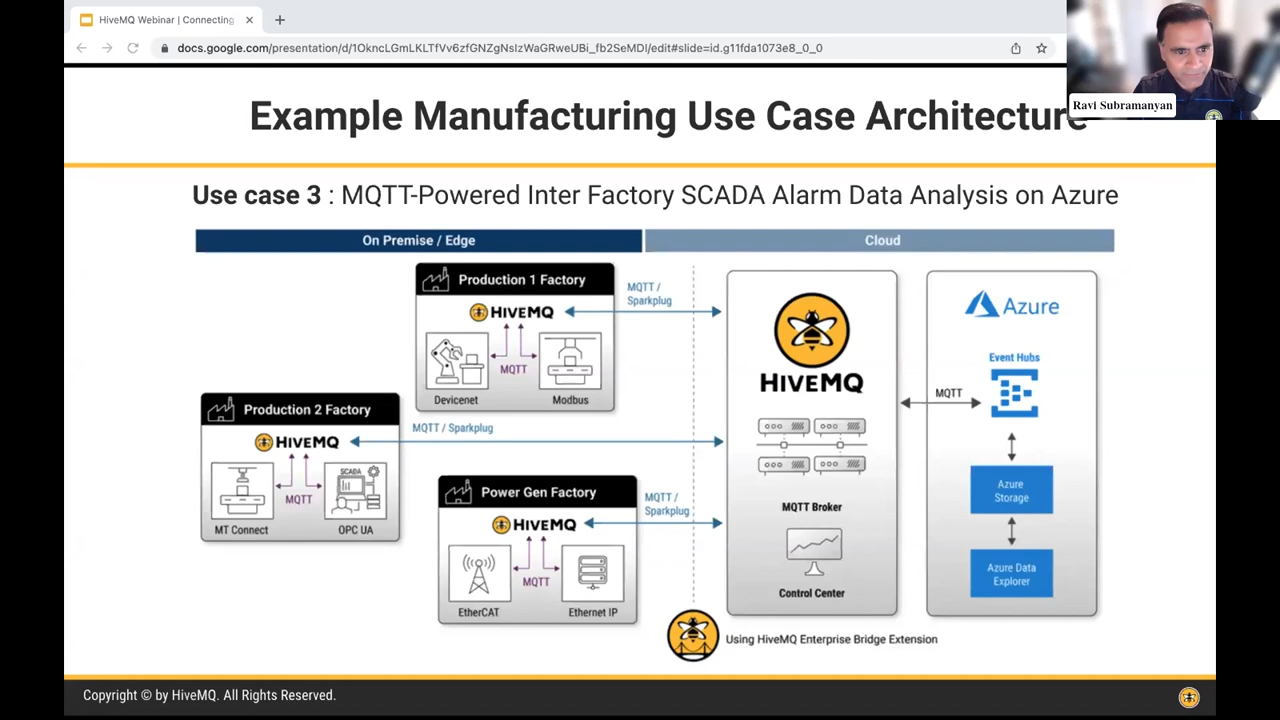 HiveMQ Webinar | Connecting
docs.google.com/presentation/d/1OkncLGmLKLTfVv6zfGNZgNsIzWaGRweUBi_fb2SeMDI/edit#slide=id.g11fda1073e8_0_0
Ravi Subramanyan
Example Manufacturing Use Case Architecture
Use case 3 : MQTT-Powered Inter Factory SCADA Alarm Data Analysis on Azure
On Premise / Edge
Cloud
Production 1 Factory
HIVEMQ
MQTT
Devicenet
Modbus
MQTT /
Sparkplug
Production 2 Factory
HIVEMQ
MQTT
SCADA
MT Connect
OPC UA
MQTT / Sparkplug
Power Gen Factory
HIVEMQ
MQTT
EtherCAT
Ethernet IP
MQTT /
Sparkplug
HIVEMQ
MQTT Broker
Control Center
MQTT
Azure
Event Hubs
Azure
Storage
Azure Data
Explorer
Using HiveMQ Enterprise Bridge Extension
Copyright © by HiveMQ. All Rights Reserved.